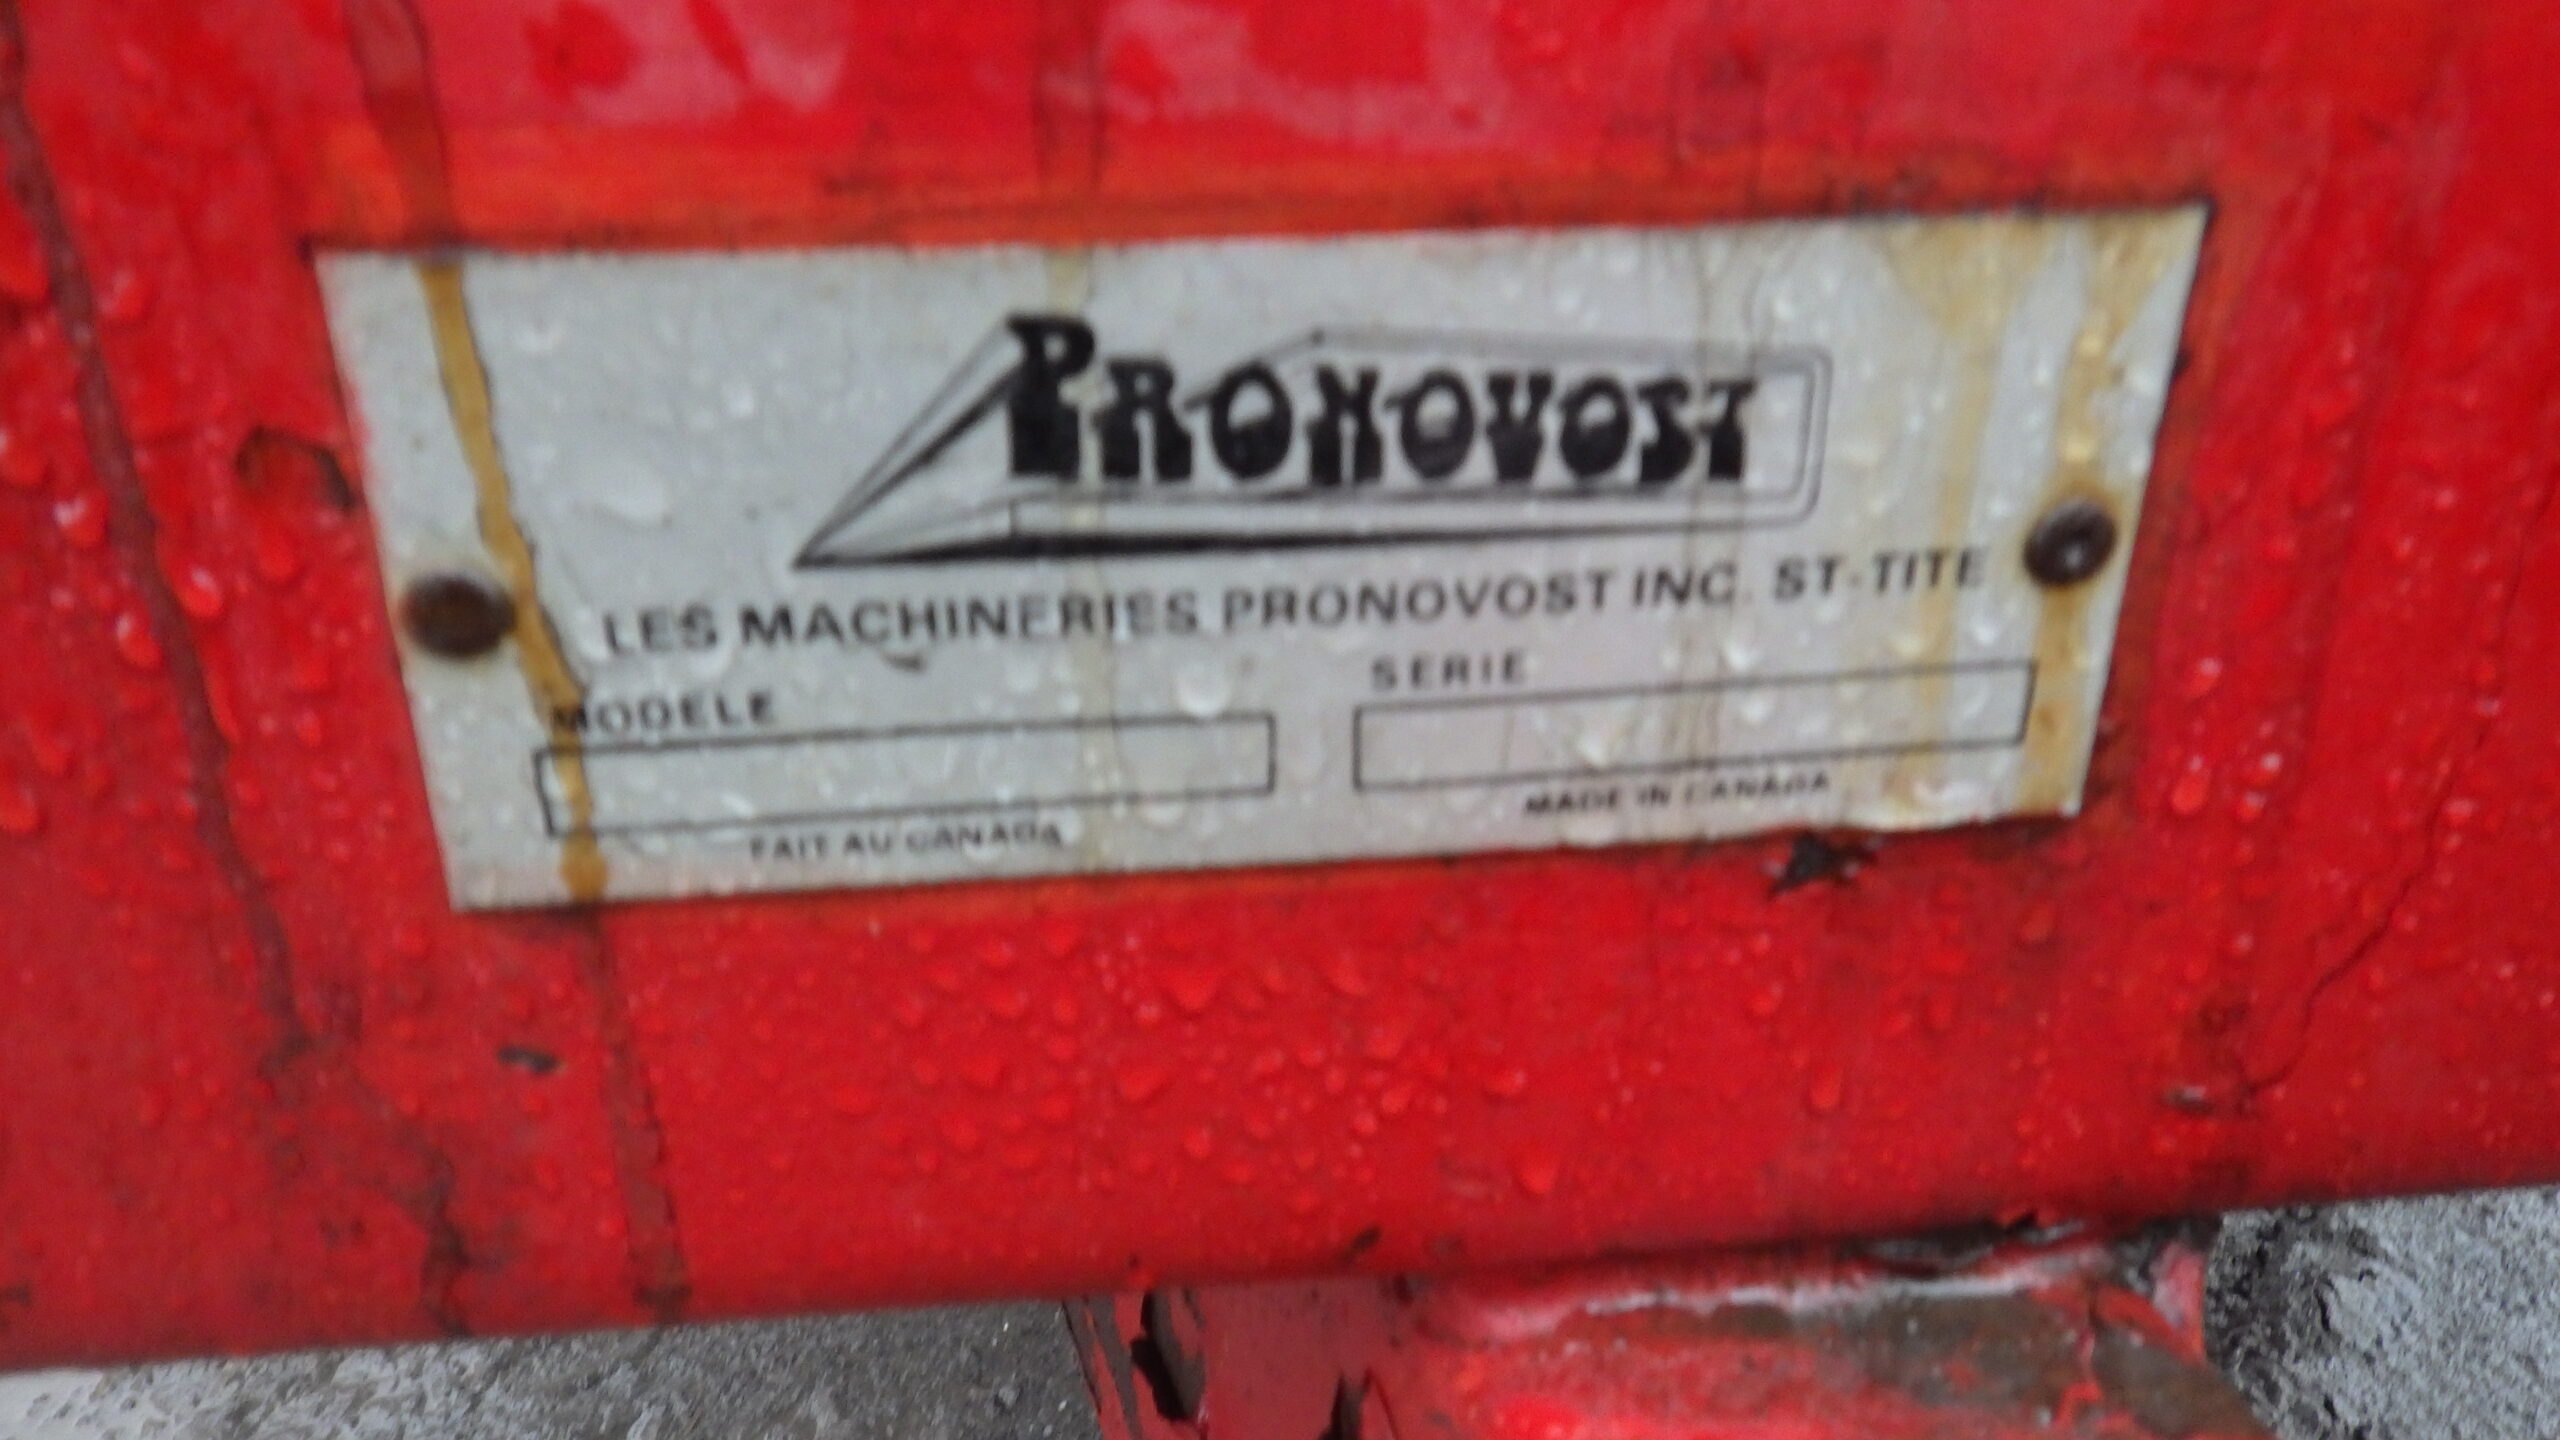 PRONOVOST
LES MACHINERIES PRONOVOST INC. ST-TITE
MODELE
SERIE
FAIT AU CANADA
MADE IN CANADA